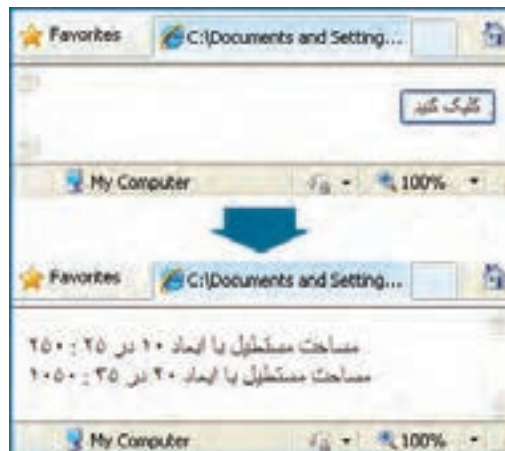 Favorites C:\Documents and Setting...
کلیک کنید
My Computer 100%
Favorites C:\Documents and Setting...
مساحت مستطیل با ابعاد ۱۰ در ۲۵ : ۲۵۰
مساحت مستطیل با ابعاد ۳۰ در ۳۵ : ۱۰۵۰
My Computer 100%